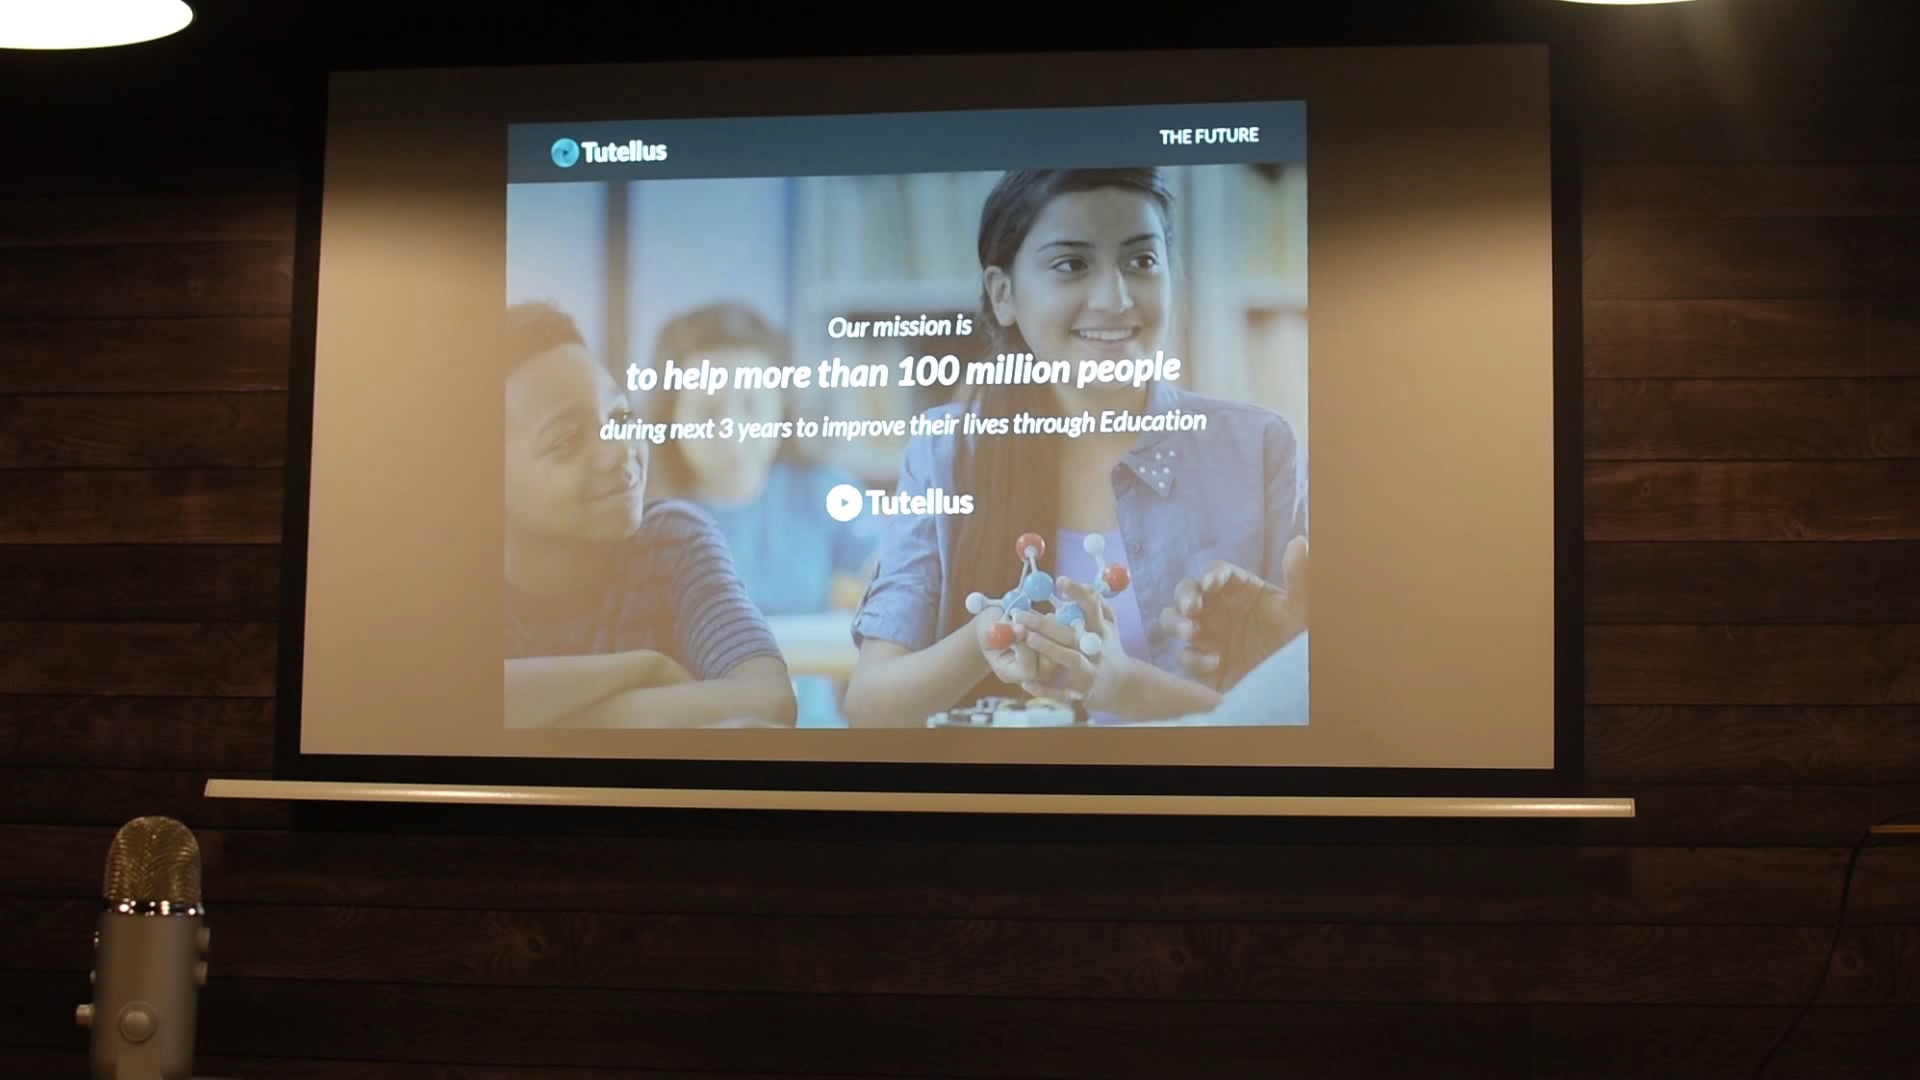 Tutellus
THE FUTURE
Our mission is
to help more than 100 million people
during next 3 years to improve their lives through Education
Tutellus